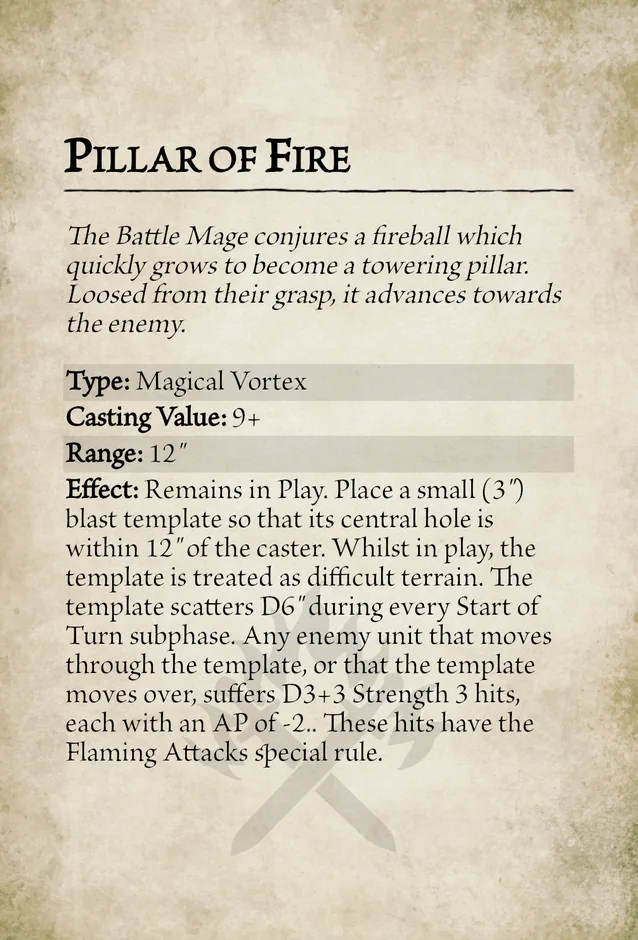 Pillar of Fire
The Battle Mage conjures a fireball which
quickly grows to become a towering pillar.
Loosed from their grasp, it advances towards
the enemy.
Type: Magical Vortex
Casting Value: 9+
Range: 12"
Effect: Remains in Play. Place a small (3")
blast template so that its central hole is
within 12" of the caster. Whilst in play, the
template is treated as difficult terrain. The
template scatters D6" during every Start of
Turn subphase. Any enemy unit that moves
through the template, or that the template
moves over, suffers D3+3 Strength 3 hits,
each with an AP of -2.. These hits have the
Flaming Attacks special rule.